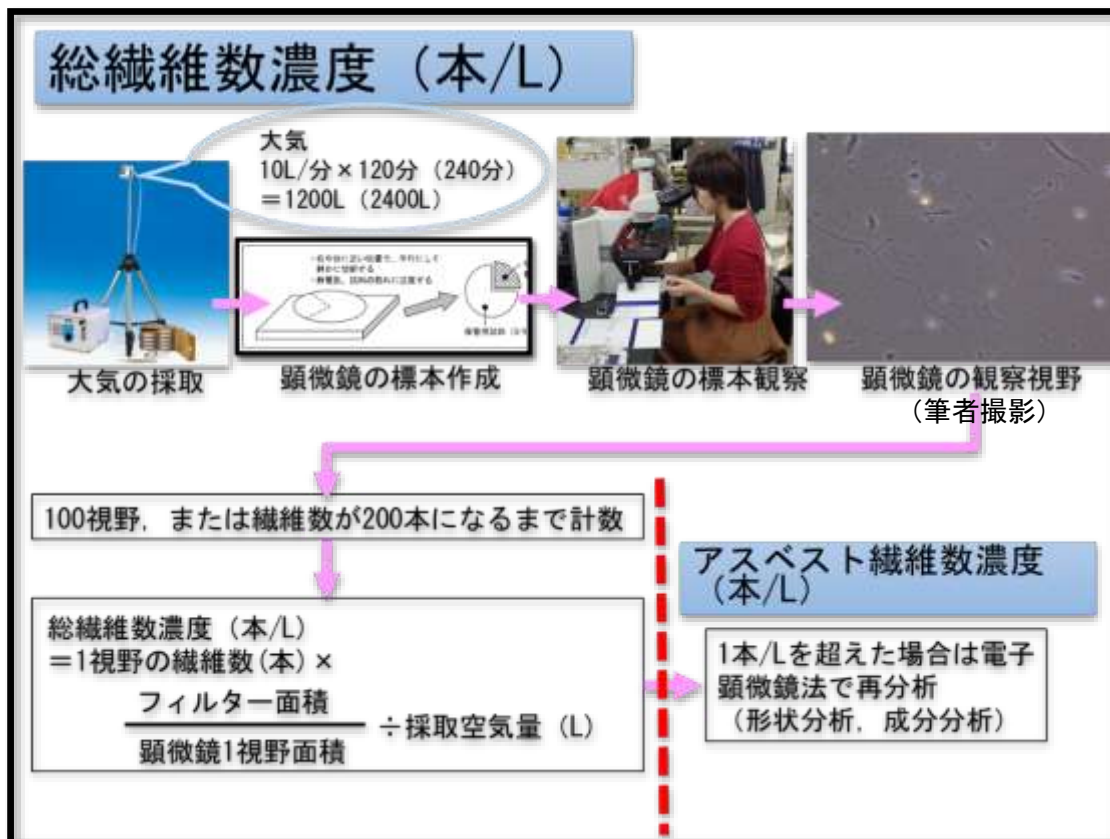 総繊維数濃度（本/L）
大気
10L/分×120分（240分）
＝1200L（2400L）
大気の採取
顕微鏡の標本作成
顕微鏡の標本観察
顕微鏡の観察視野
（筆者撮影）
100視野，または繊維数が200本になるまで計数
総繊維数濃度（本/L）
＝1視野の繊維数(本)×
フィルター面積
顕微鏡1視野面積
÷採取空気量（L）
アスベスト繊維数濃度
（本/L）
1本/Lを超えた場合は電子
顕微鏡法で再分析
（形状分析，成分分析）